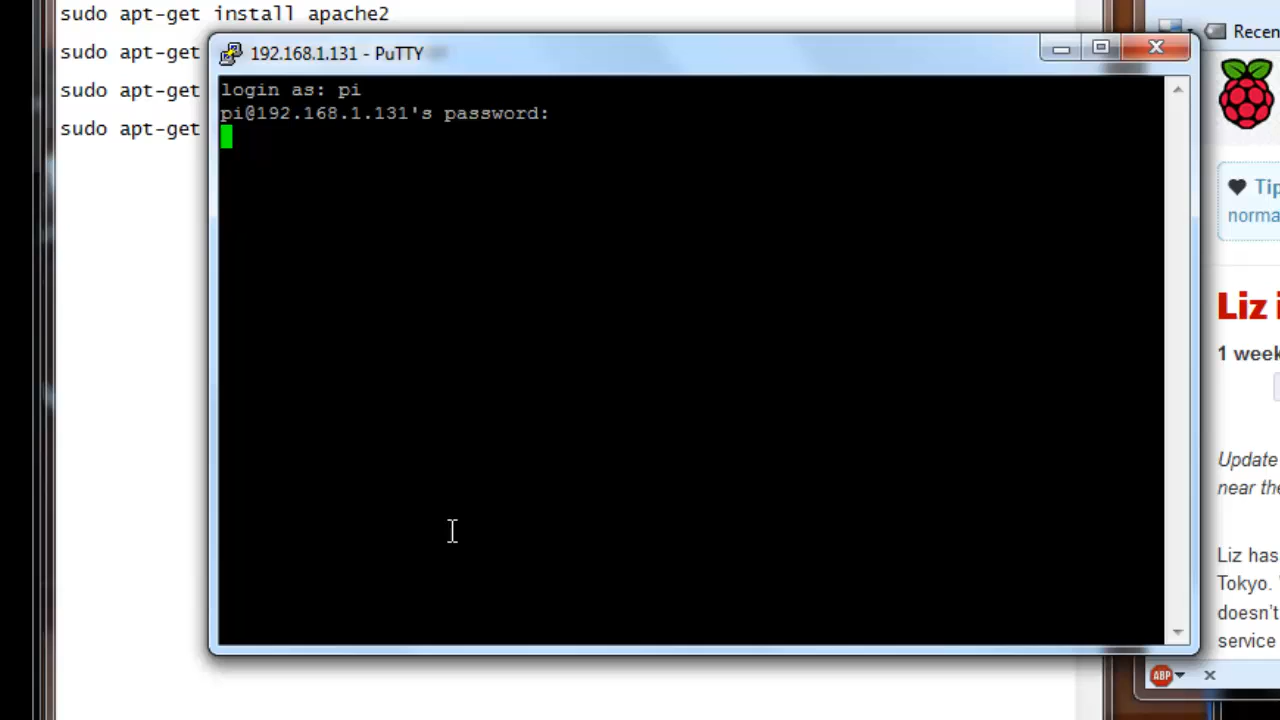 sudo apt-get install apache2
sudo apt-get
sudo apt-get
sudo apt-get
192.168.1.131 - PuTTY
login as: pi
pi@192.168.1.131's password:
Recen
Tip
norma
Liz i
1 week
Update
near the
Liz has
Tokyo.
doesn't
service
ABP